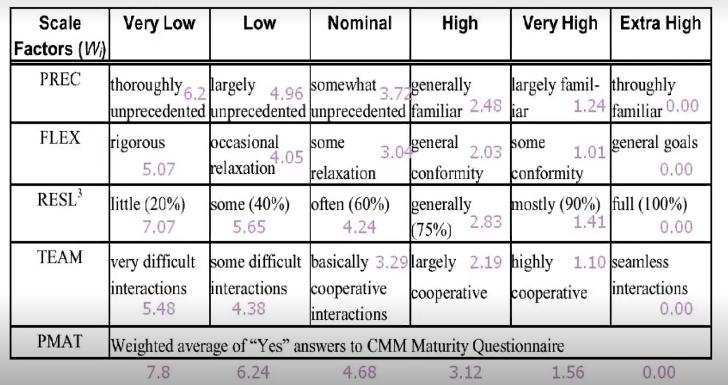 Scale Factors (Wi) Very Low Low Nominal High Very High Extra High
PREC thoroughly unprecedented 6.2 largely unprecedented 4.96 somewhat unprecedented 3.72 generally familiar 2.48 largely famil-iar 1.24 throughly familiar 0.00
FLEX rigorous 5.07 occasional relaxation 4.05 some relaxation 3.04 general conformity 2.03 some conformity 1.01 general goals 0.00
RESL³ little (20%) 7.07 some (40%) 5.65 often (60%) 4.24 generally (75%) 2.83 mostly (90%) 1.41 full (100%) 0.00
TEAM very difficult interactions 5.48 some difficult interactions 4.38 basically cooperative interactions 3.29 largely cooperative 2.19 highly cooperative 1.10 seamless interactions 0.00
PMAT Weighted average of “Yes” answers to CMM Maturity Questionnaire
7.8 6.24 4.68 3.12 1.56 0.00